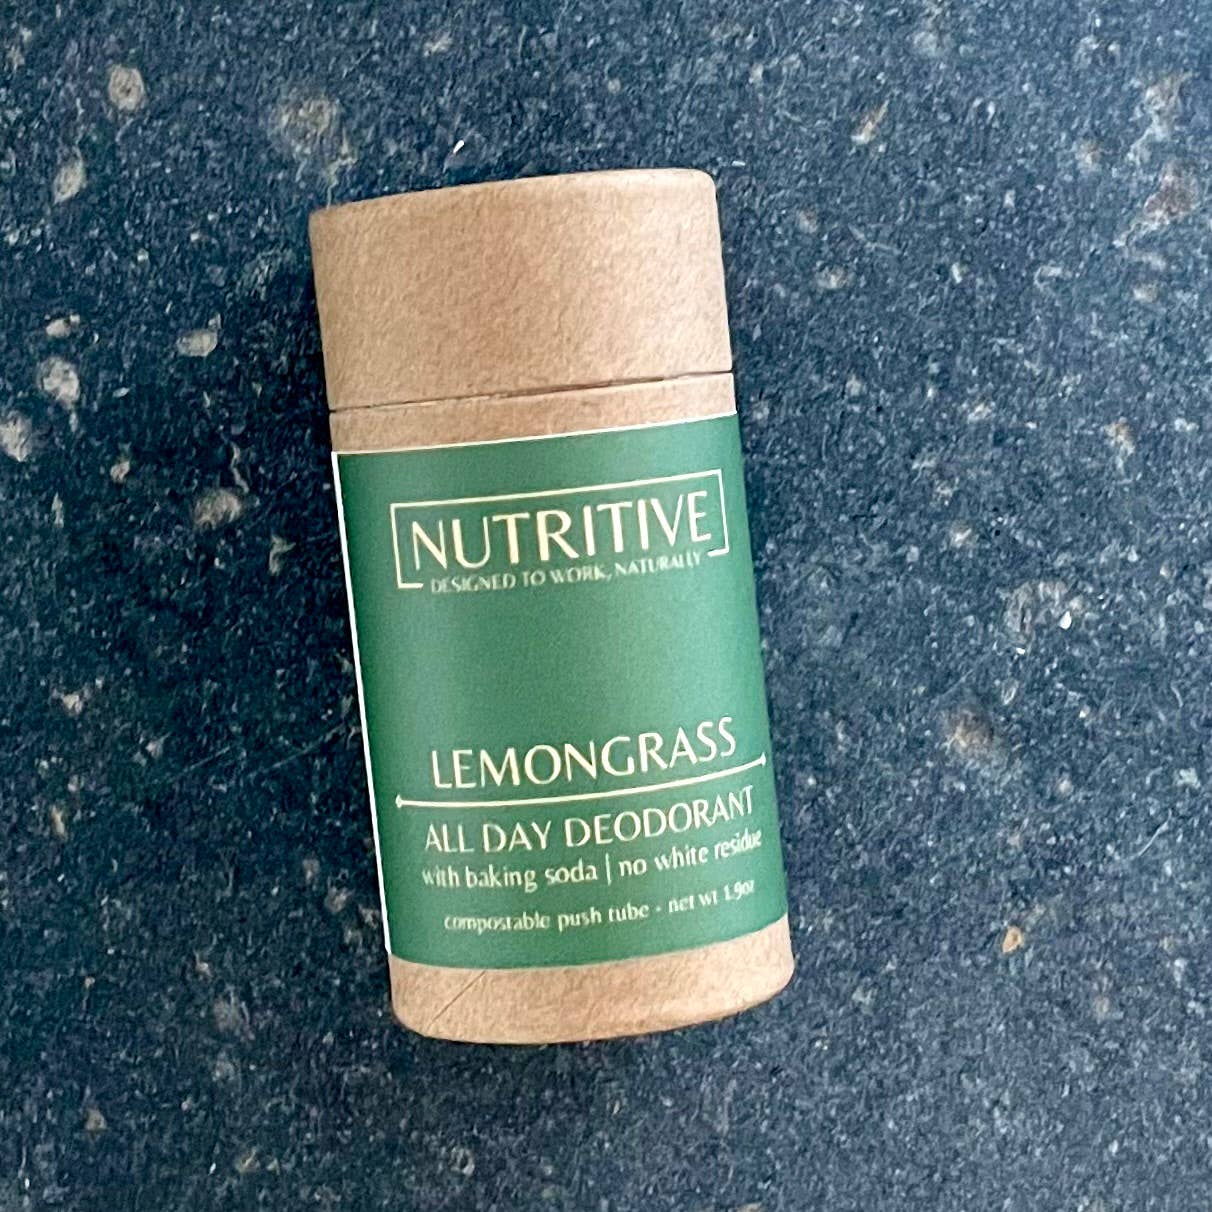 NUTRITIVE
DESIGNED TO WORK, NATURALLY
LEMONGRASS
ALL DAY DEODORANT
with baking soda | no white residue
compostable push tube - net wt 1.9oz